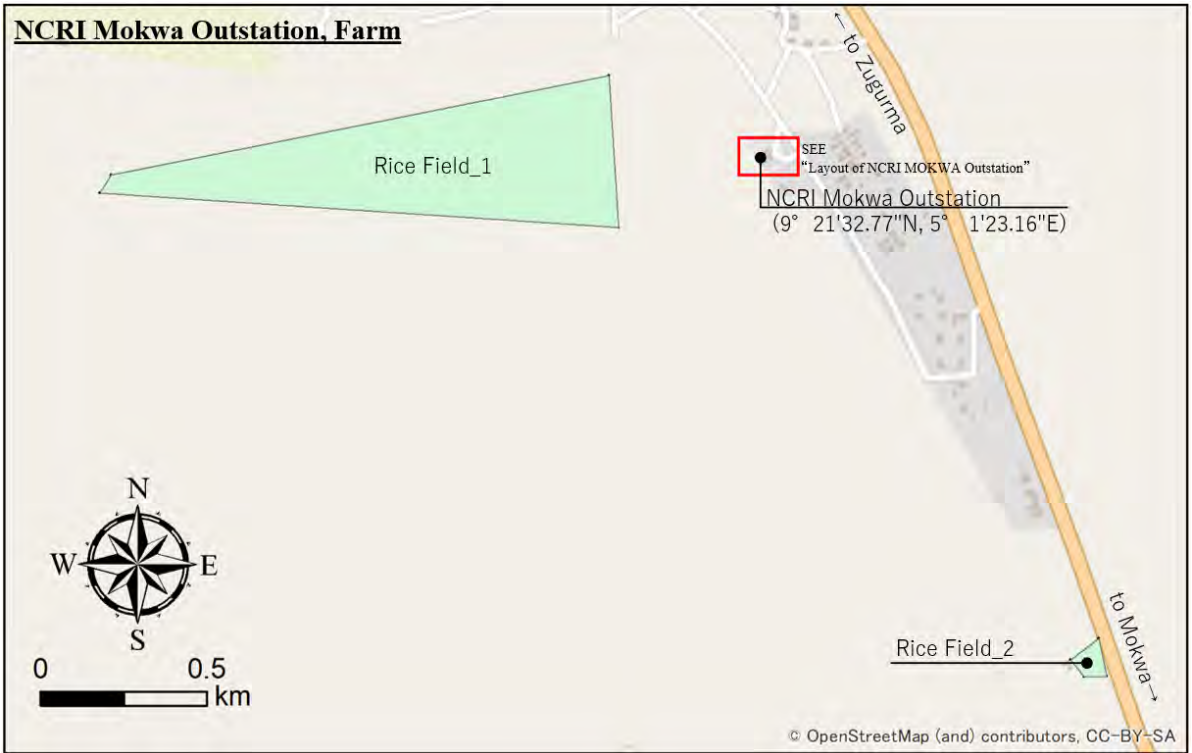 NCRI Mokwa Outstation, Farm
← to Zugurma
Rice Field_1
SEE
“Layout of NCRI MOKWA Outstation”
NCRI Mokwa Outstation
(9° 21'32.77"N, 5° 1'23.16"E)
N
W E
S
0 0.5
km
Rice Field_2
to Mokwa→
© OpenStreetMap (and) contributors, CC-BY-SA